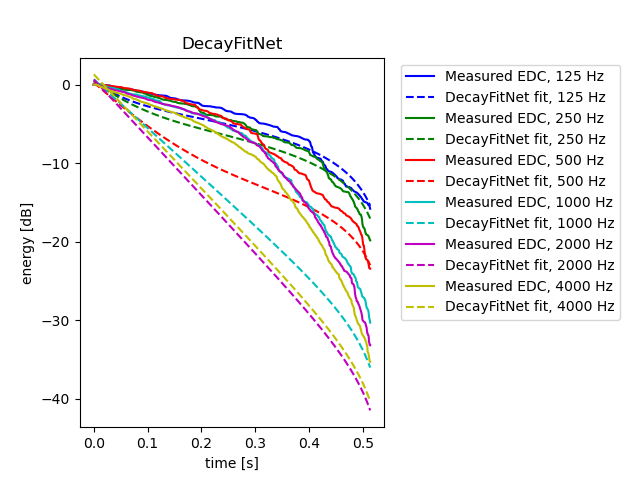 DecayFitNet
energy [dB]
0
−10
−20
−30
−40
0.0 0.1 0.2 0.3 0.4 0.5
time [s]
Measured EDC, 125 Hz
DecayFitNet fit, 125 Hz
Measured EDC, 250 Hz
DecayFitNet fit, 250 Hz
Measured EDC, 500 Hz
DecayFitNet fit, 500 Hz
Measured EDC, 1000 Hz
DecayFitNet fit, 1000 Hz
Measured EDC, 2000 Hz
DecayFitNet fit, 2000 Hz
Measured EDC, 4000 Hz
DecayFitNet fit, 4000 Hz